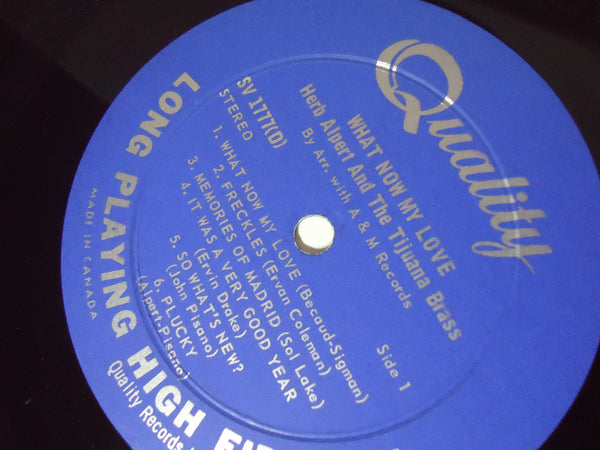 Quality
WHAT NOW MY LOVE
Herb Alpert And The Tijuana Brass
By Arr. with A & M Records
SV 1777(D)
STEREO
Side 1
1. WHAT NOW MY LOVE (Becaud-Sigman)
2. FRECKLES (Ervan Coleman)
3. MEMORIES OF MADRID (Sol Lake)
4. IT WAS A VERY GOOD YEAR
(Ervin Drake)
5. SO WHAT'S NEW?
(John Pisano)
6. PLUCKY
(Alpert-Pisano)
LONG PLAYING HIGH
MADE IN CANADA
Quality Records